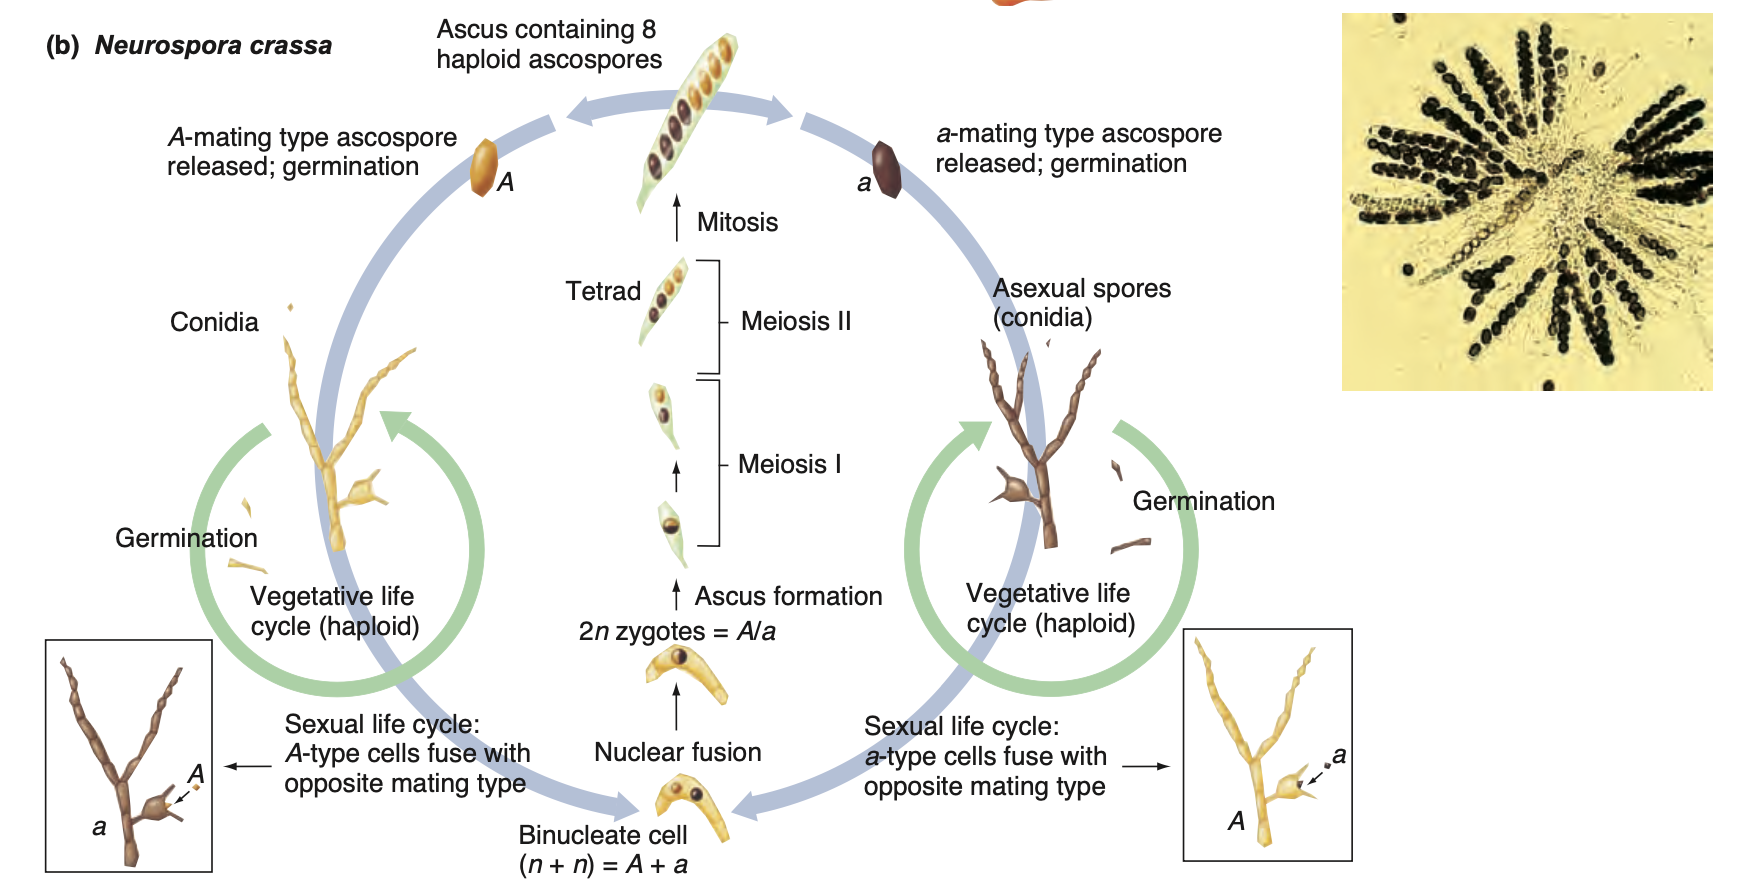 (b) Neurospora crassa
Ascus containing 8
haploid ascospores
A-mating type ascospore
released; germination
A
a
a-mating type ascospore
released; germination
Mitosis
Tetrad
Meiosis II
Conidia
Asexual spores
(conidia)
Meiosis I
Germination
Germination
Vegetative life
cycle (haploid)
Ascus formation
2n zygotes = A/a
Vegetative life
cycle (haploid)
Sexual life cycle:
A-type cells fuse with
opposite mating type
A
a
Nuclear fusion
Sexual life cycle:
a-type cells fuse with
opposite mating type
a
A
Binucleate cell
(n + n) = A + a